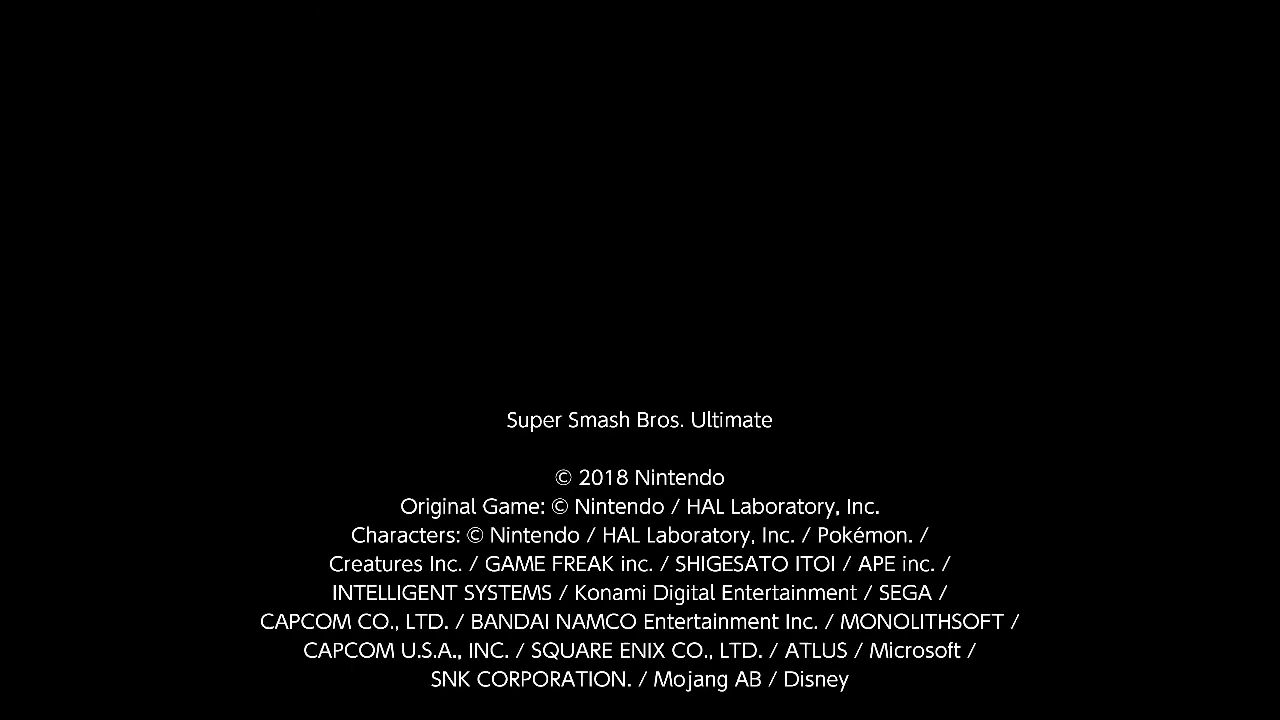 Super Smash Bros. Ultimate
© 2018 Nintendo
Original Game: © Nintendo / HAL Laboratory, Inc.
Characters: © Nintendo / HAL Laboratory, Inc. / Pokémon. /
Creatures Inc. / GAME FREAK inc. / SHIGESATO ITOI / APE inc. /
INTELLIGENT SYSTEMS / Konami Digital Entertainment / SEGA /
CAPCOM CO., LTD. / BANDAI NAMCO Entertainment Inc. / MONOLITHSOFT /
CAPCOM U.S.A., INC. / SQUARE ENIX CO., LTD. / ATLUS / Microsoft /
SNK CORPORATION. / Mojang AB / Disney